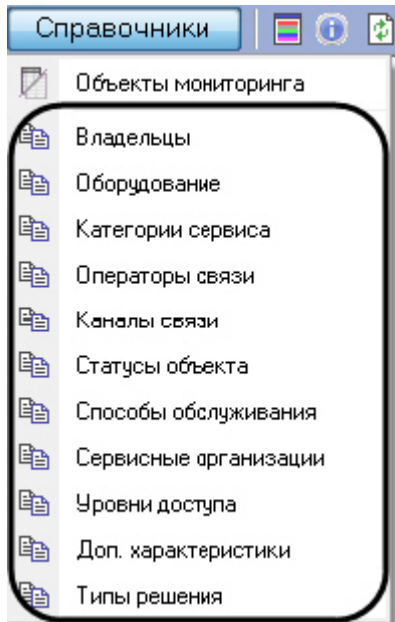 Справочники
Объекты мониторинга
Владельцы
Оборудование
Категории сервиса
Операторы связи
Каналы связи
Статусы объекта
Способы обслуживания
Сервисные организации
Уровни доступа
Доп. характеристики
Типы решения